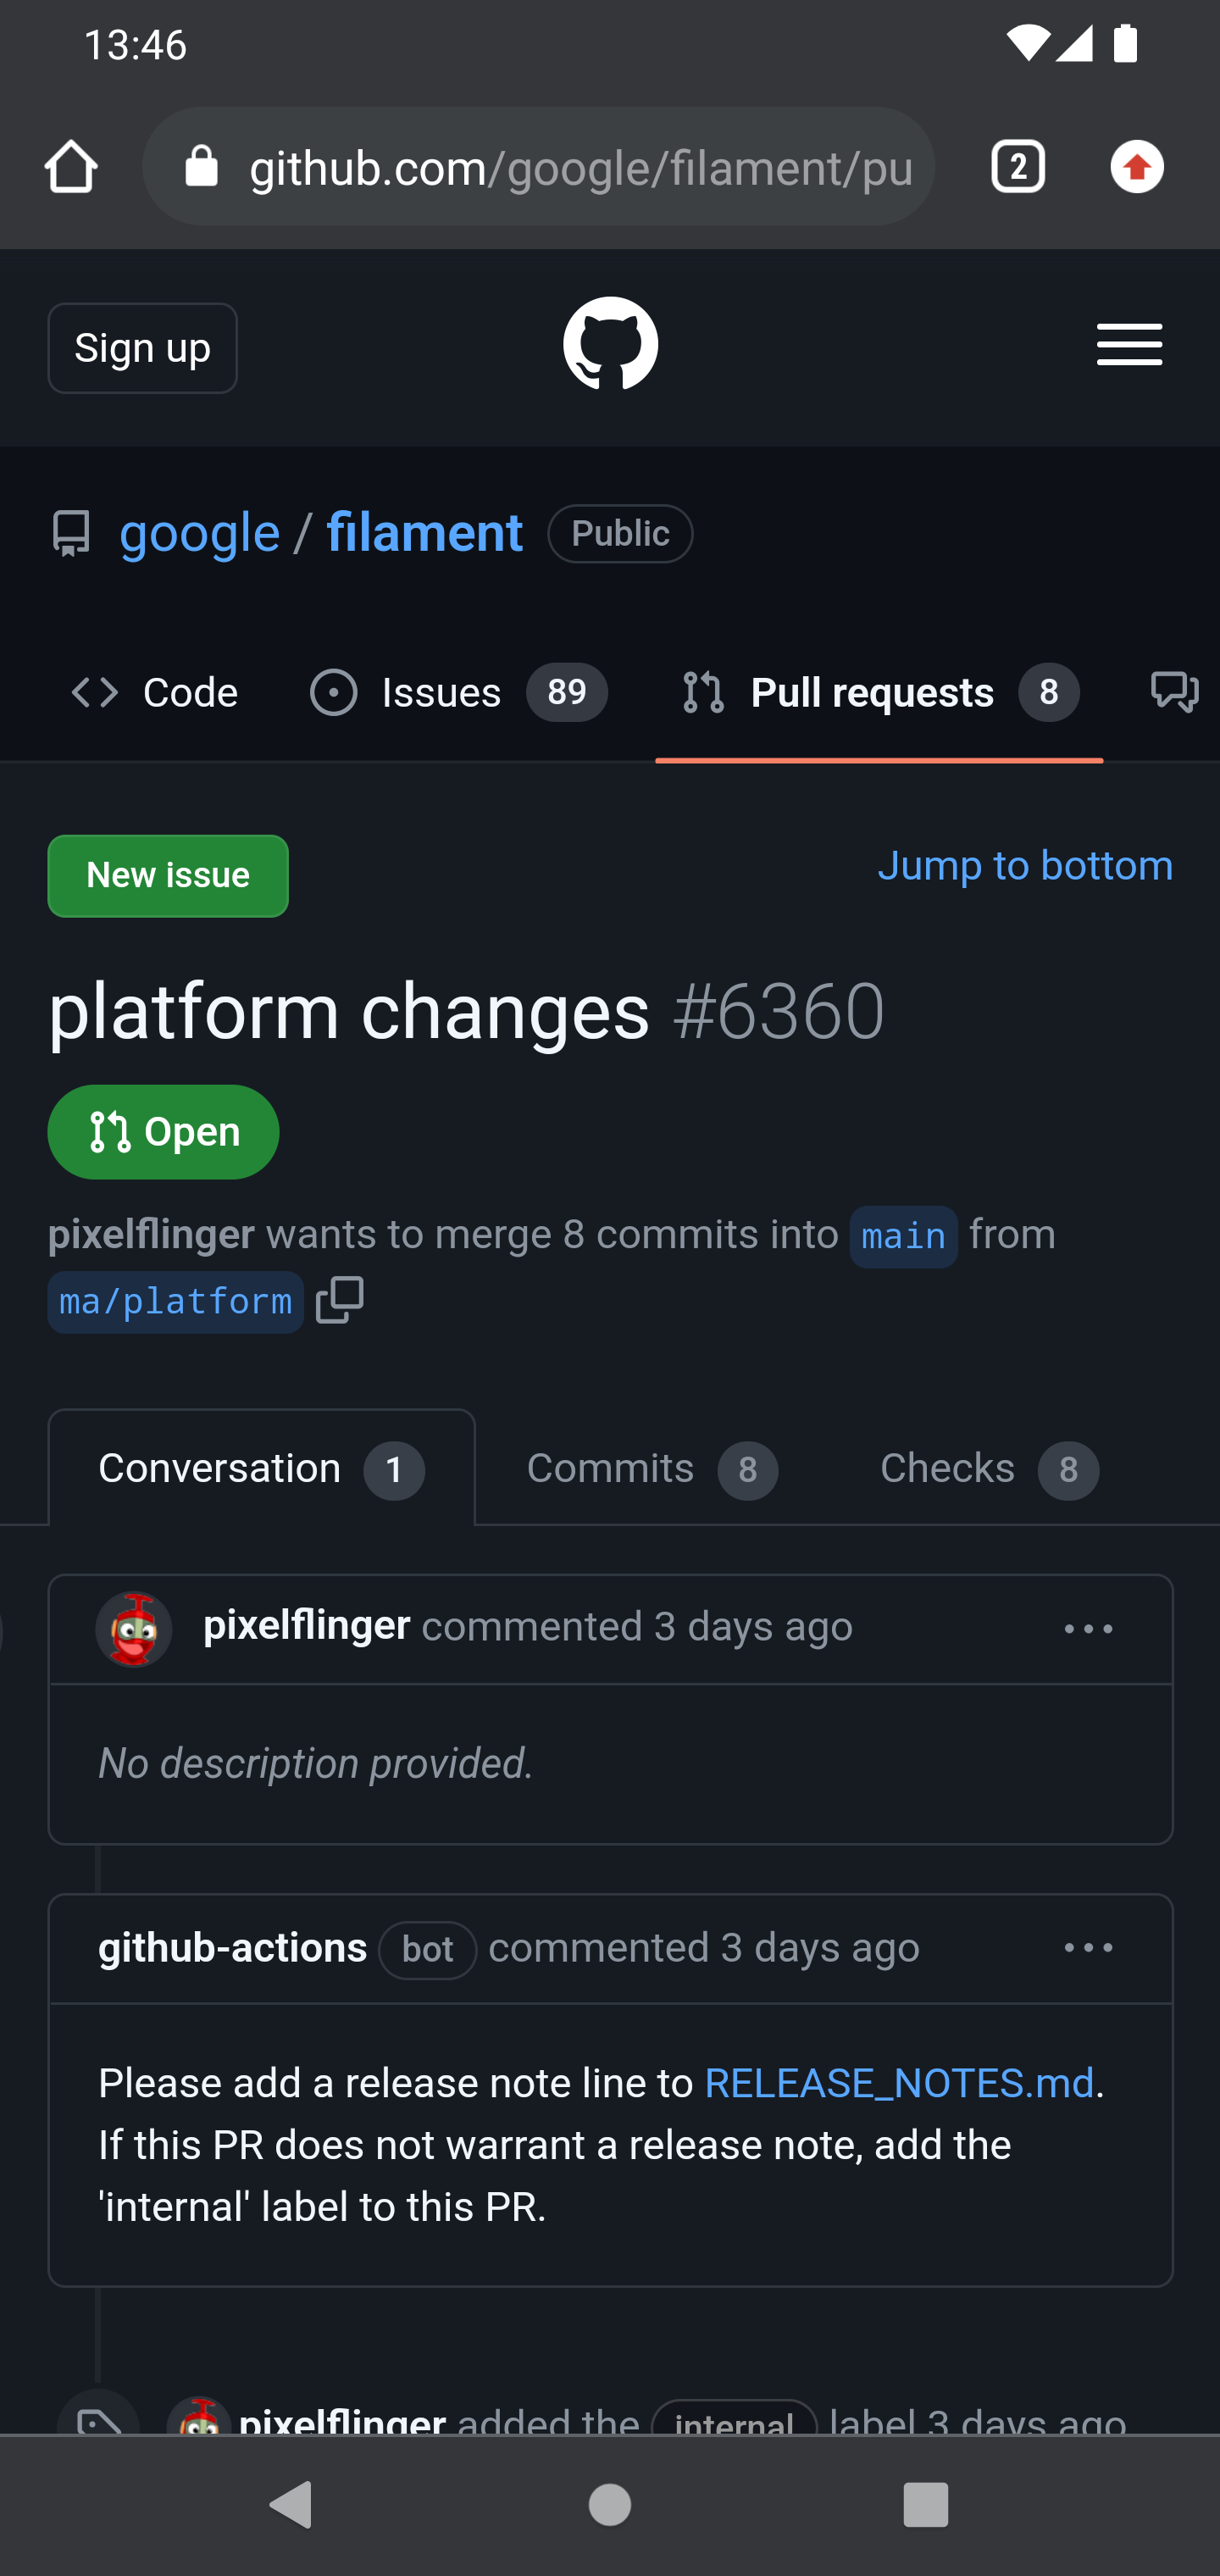 13:46
github.com/google/filament/pu
2
Sign up
google / filament Public
Code Issues 89 Pull requests 8
New issue
Jump to bottom
platform changes #6360
Open
pixelflinger wants to merge 8 commits into main from
ma/platform
Conversation 1 Commits 8 Checks 8
pixelflinger commented 3 days ago
No description provided.
github-actions bot commented 3 days ago
Please add a release note line to RELEASE_NOTES.md.
If this PR does not warrant a release note, add the
'internal' label to this PR.
pixelflinger added the internal label 3 days ago